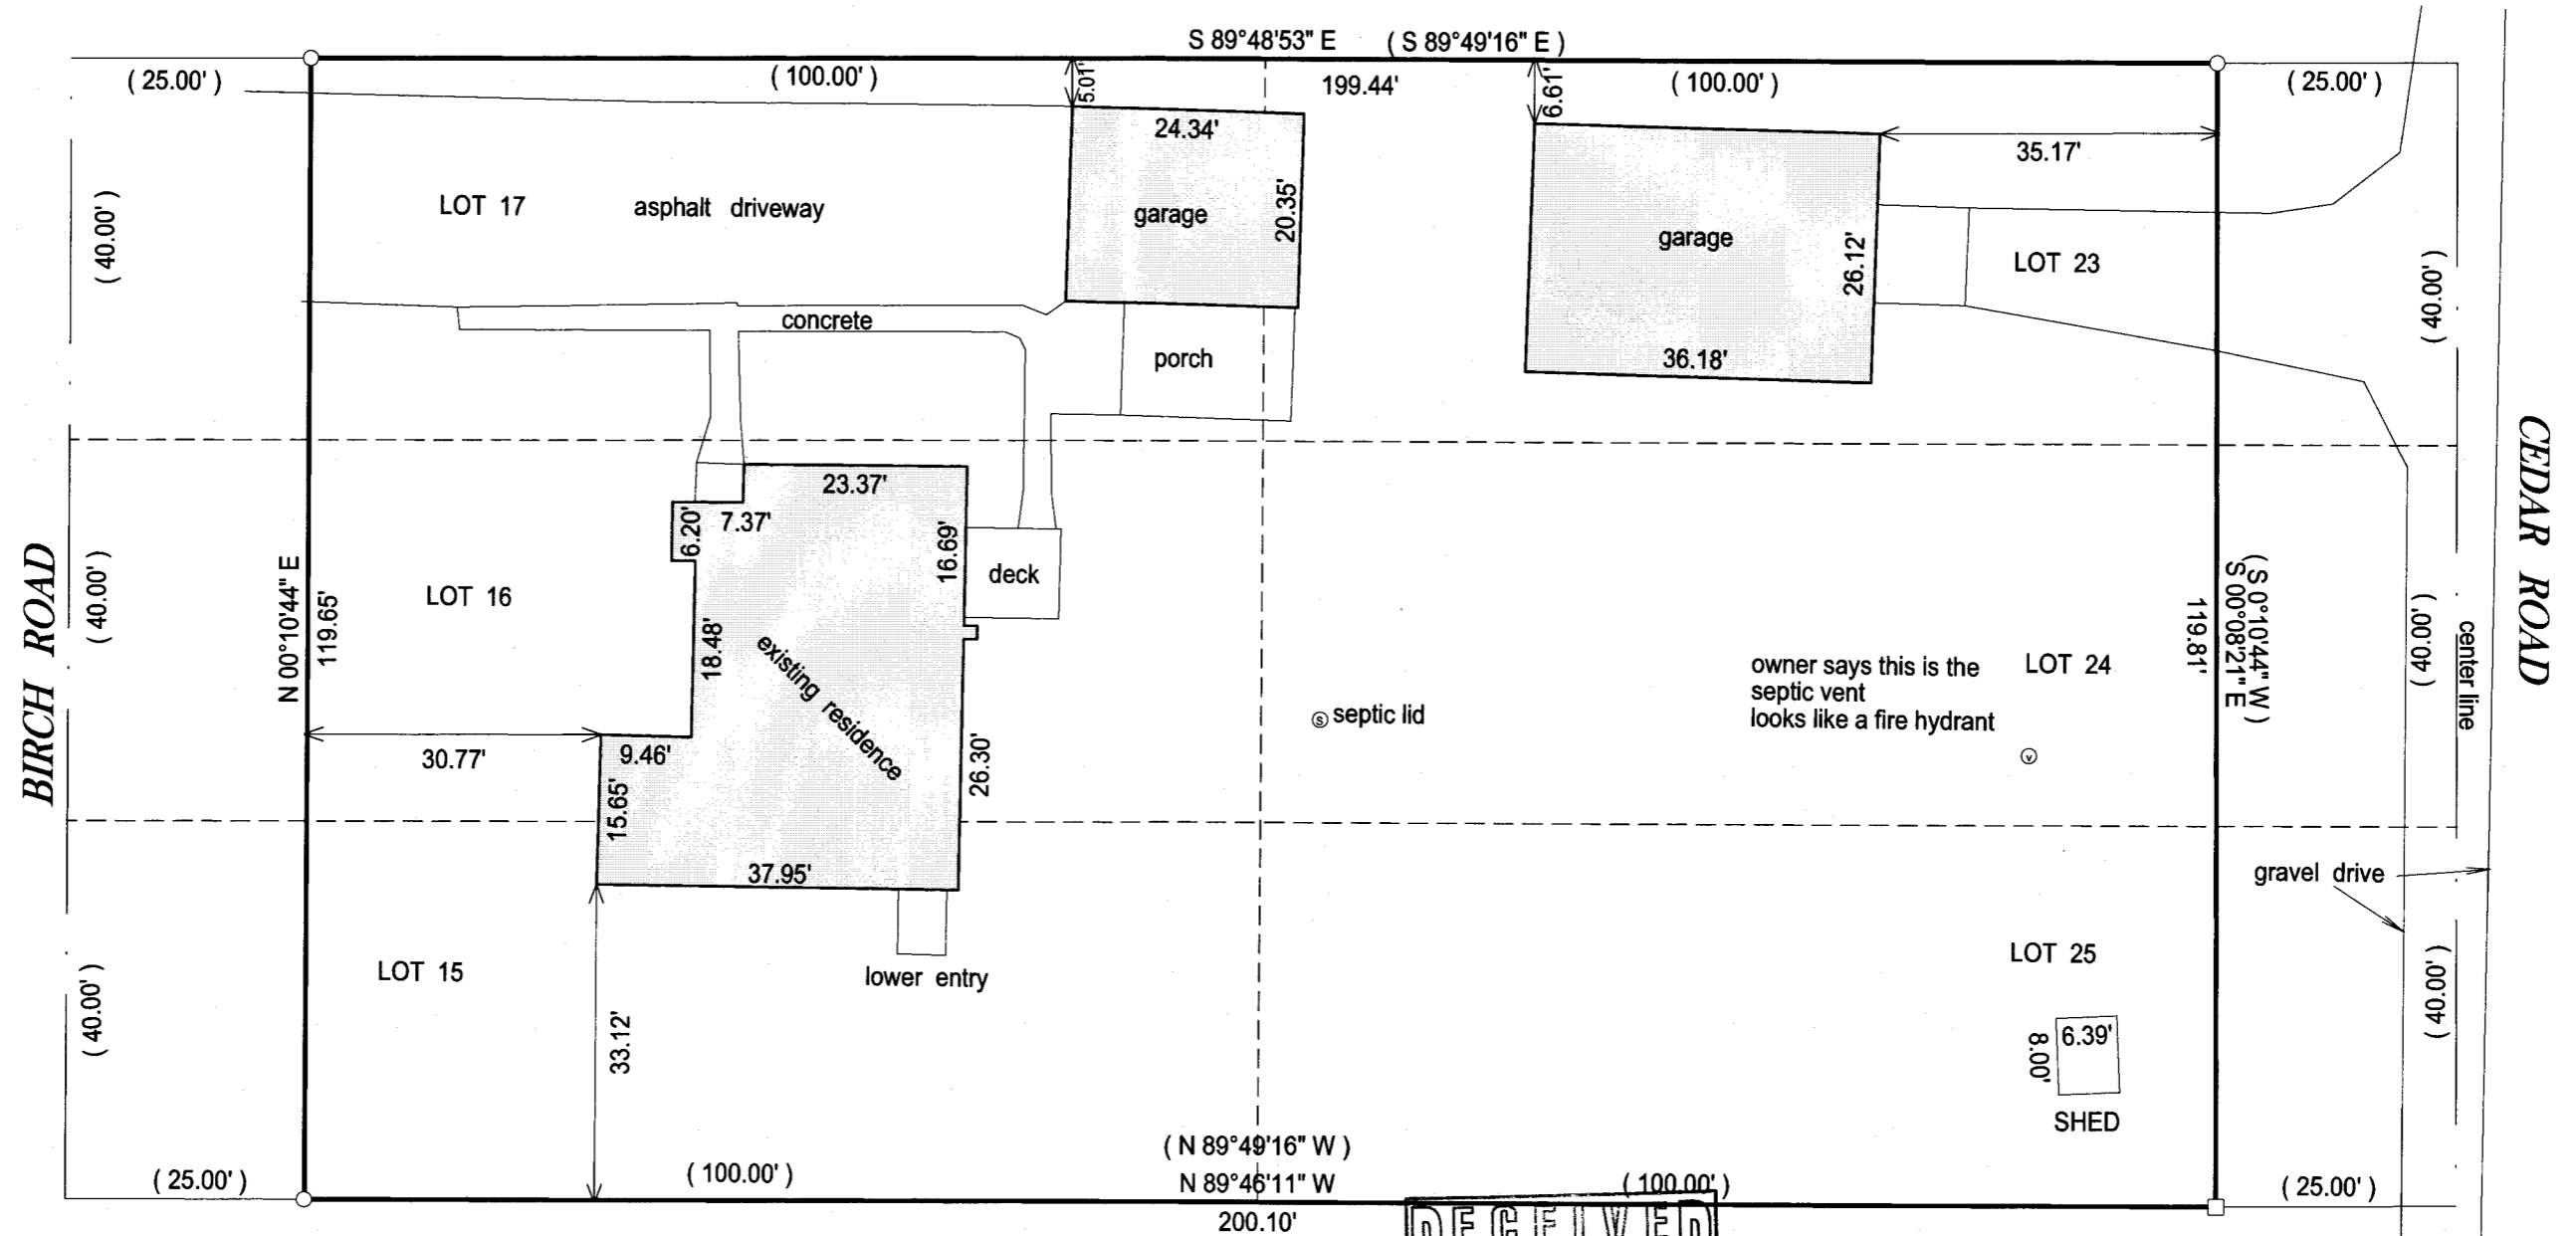 S 89°48'53" E ( S 89°49'16" E )
( 25.00' )
( 100.00' )
5.01'
199.44'
6.61'
( 100.00' )
( 25.00' )
24.34'
35.17'
( 40.00' )
LOT 17
asphalt driveway
garage
20.35'
garage
26.12'
LOT 23
( 40.00' )
concrete
porch
36.18'
CEDAR ROAD
23.37'
6.20'
7.37'
16.69'
deck
BIRCH ROAD
( 40.00' )
N 00°10'44" E
119.65'
LOT 16
18.48'
existing residence
septic lid
S
owner says this is the
septic vent
looks like a fire hydrant
V
LOT 24
119.81'
( S 0°10'44" W )
S 00°08'21" E
( 40.00' )
center line
30.77'
9.46'
15.65'
26.30'
37.95'
gravel drive
LOT 15
lower entry
LOT 25
( 40.00' )
33.12'
6.39'
8.00'
SHED
( 40.00' )
( N 89°49'16" W )
( 25.00' )
( 100.00' )
N 89°46'11" W
( 100.00' )
( 25.00' )
200.10'
RECEIVED